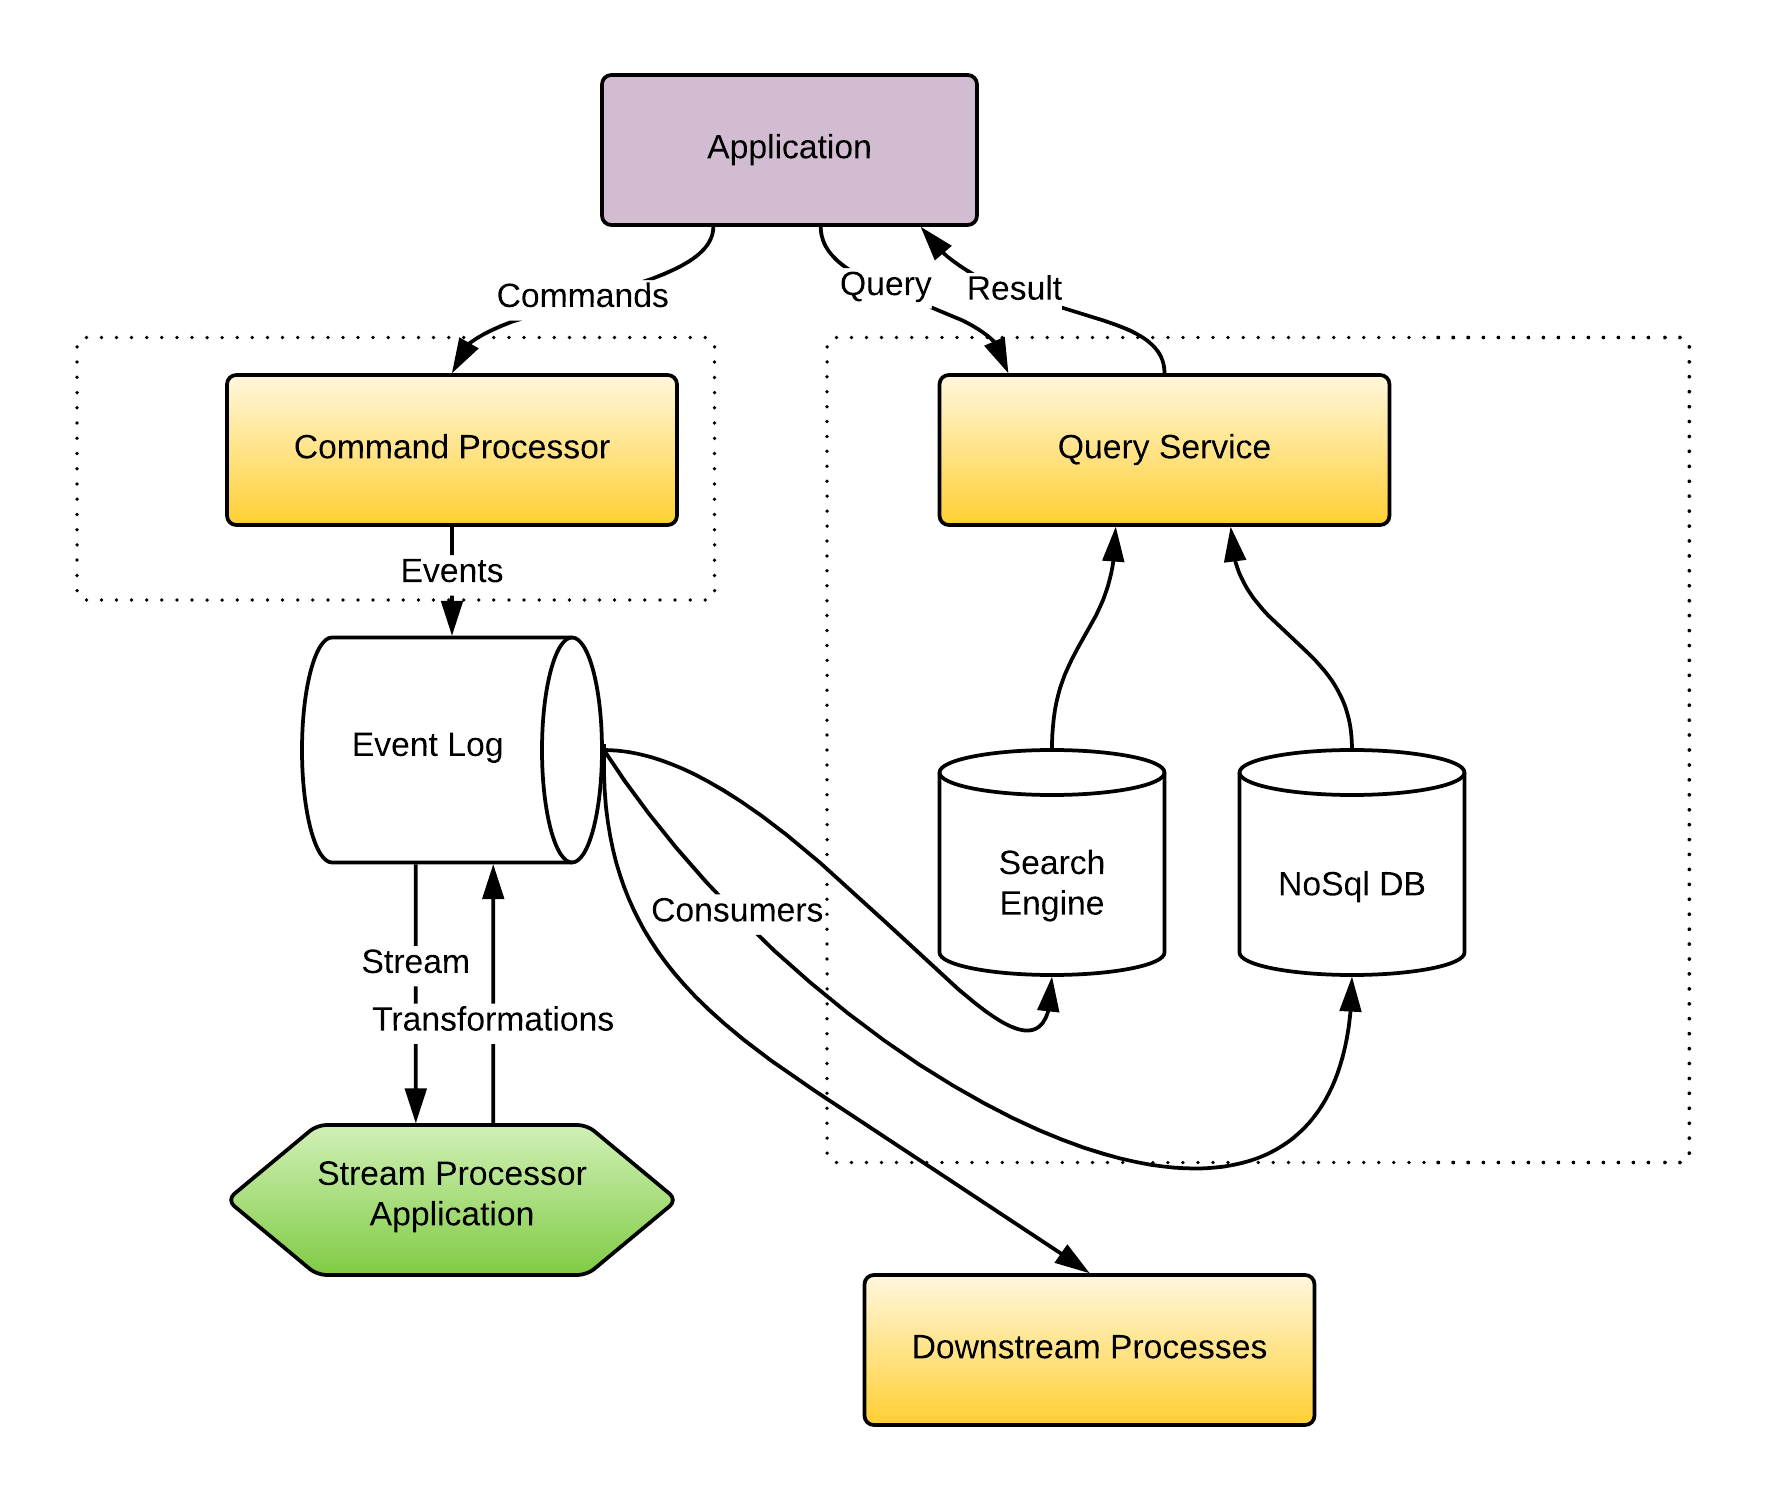 Application
Commands
Query
Result
Command Processor
Query Service
Events
Event Log
Search
Engine
NoSql DB
Consumers
Stream
Transformations
Stream Processor
Application
Downstream Processes